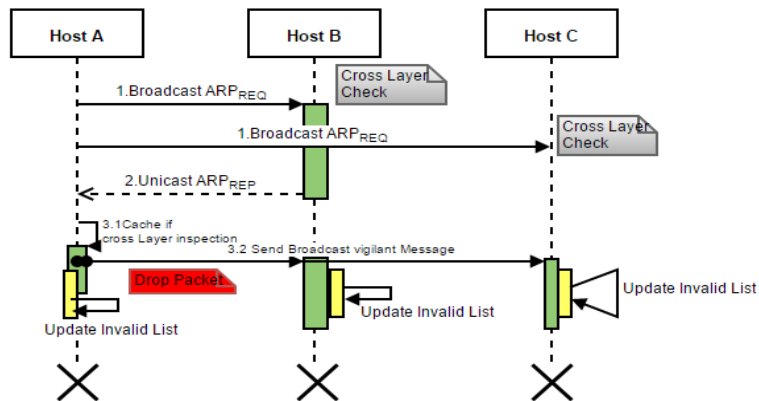 Host A
Host B
Host C
Cross Layer
Check
1.Broadcast ARPREQ
Cross Layer
Check
1.Broadcast ARPREQ
2.Unicast ARPREP
3.1Cache if
cross Layer inspection
3.2 Send Broadcast vigilant Message
Drop Packet
Update Invalid List
Update Invalid List
Update Invalid List